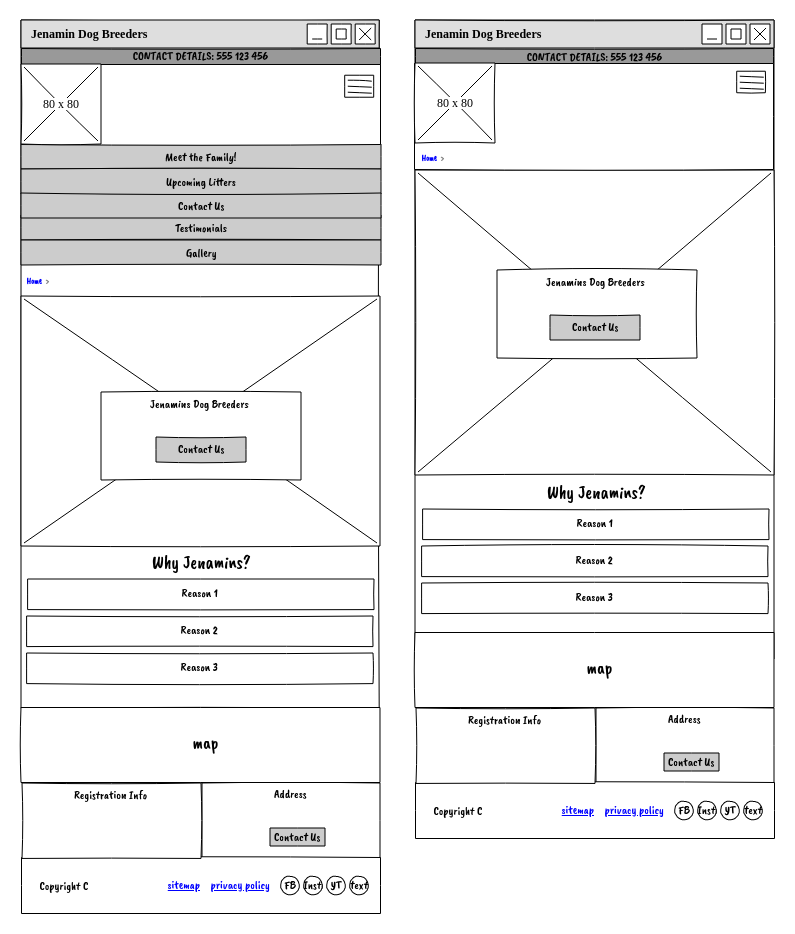 Jenamin Dog Breeders
CONTACT DETAILS: 555 123 456
80 x 80
Meet the Family!
Upcoming Litters
Contact Us
Testimonials
Gallery
Home >
Jenamins Dog Breeders
Contact Us
Why Jenamins?
Reason 1
Reason 2
Reason 3
map
Registration Info
Address
Contact Us
Copyright C
sitemap
privacy policy
FB
Inst
YT
text
Jenamin Dog Breeders
CONTACT DETAILS: 555 123 456
80 x 80
Home >
Jenamins Dog Breeders
Contact Us
Why Jenamins?
Reason 1
Reason 2
Reason 3
map
Registration Info
Address
Contact Us
Copyright C
sitemap
privacy policy
FB
Inst
YT
text